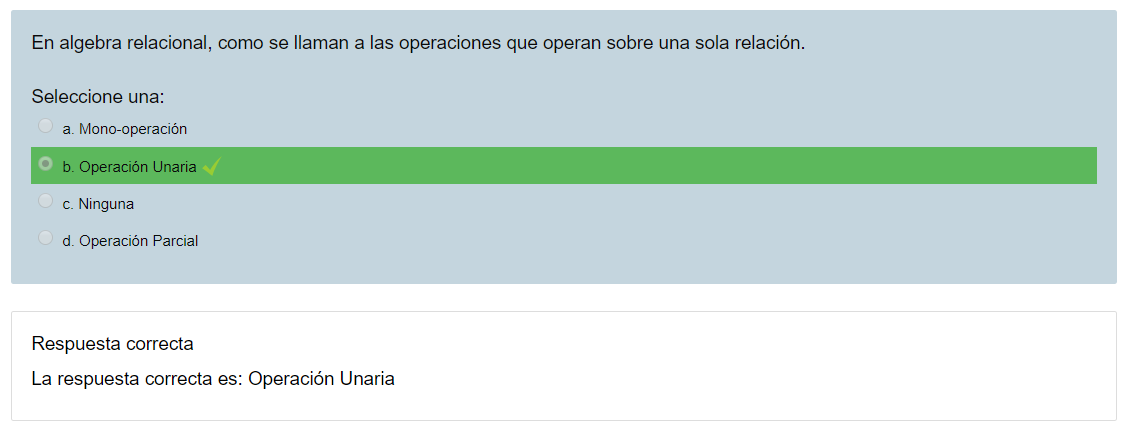 En algebra relacional, como se llaman a las operaciones que operan sobre una sola relación.
Seleccione una:
a. Mono-operación
b. Operación Unaria
c. Ninguna
d. Operación Parcial
Respuesta correcta
La respuesta correcta es: Operación Unaria